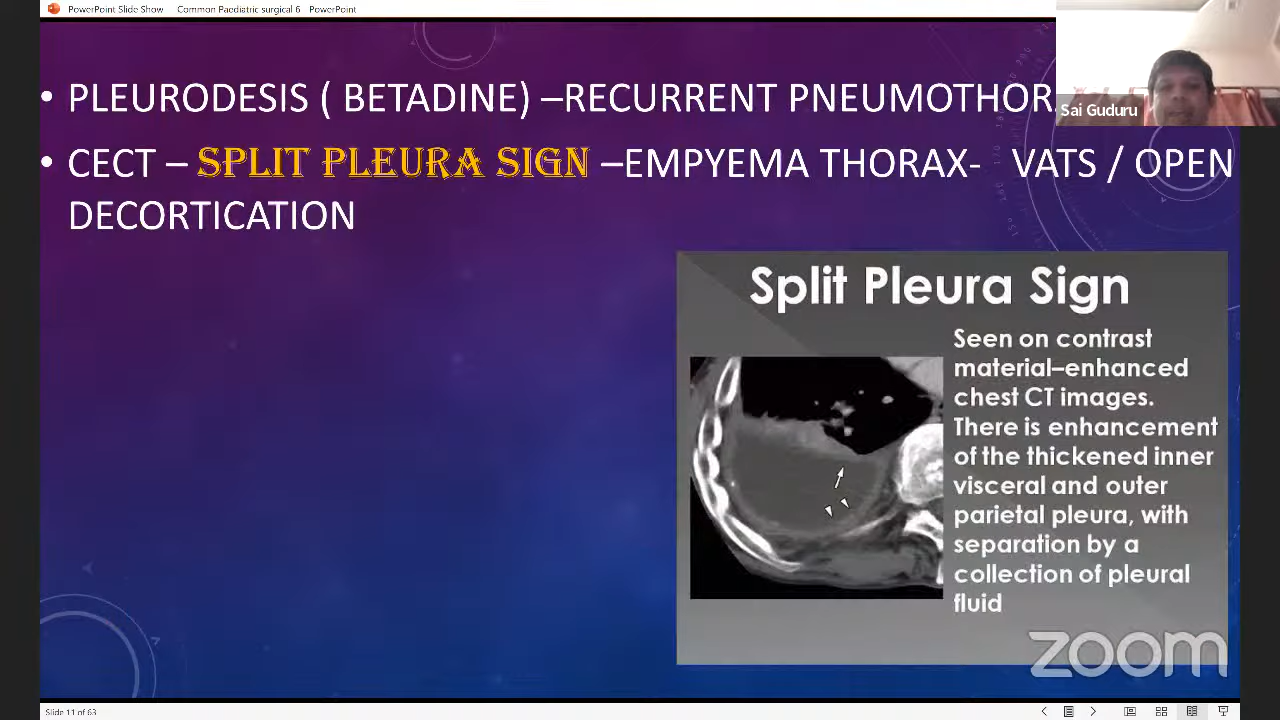 PowerPoint Slide Show Common Paediatric surgical 6 PowerPoint
• PLEURODESIS ( BETADINE) –RECURRENT
Sai Guduru
• CECT – SPLIT PLEURA SIGN –EMPYEMA THORAX- VATS / OPEN
DECORTICATION
Split Pleura Sign
Seen on contrast
material–enhanced
chest CT images.
There is enhancement
of the thickened inner
visceral and outer
parietal pleura, with
separation by a
collection of pleural
fluid
zoom
Slide 11 of 63